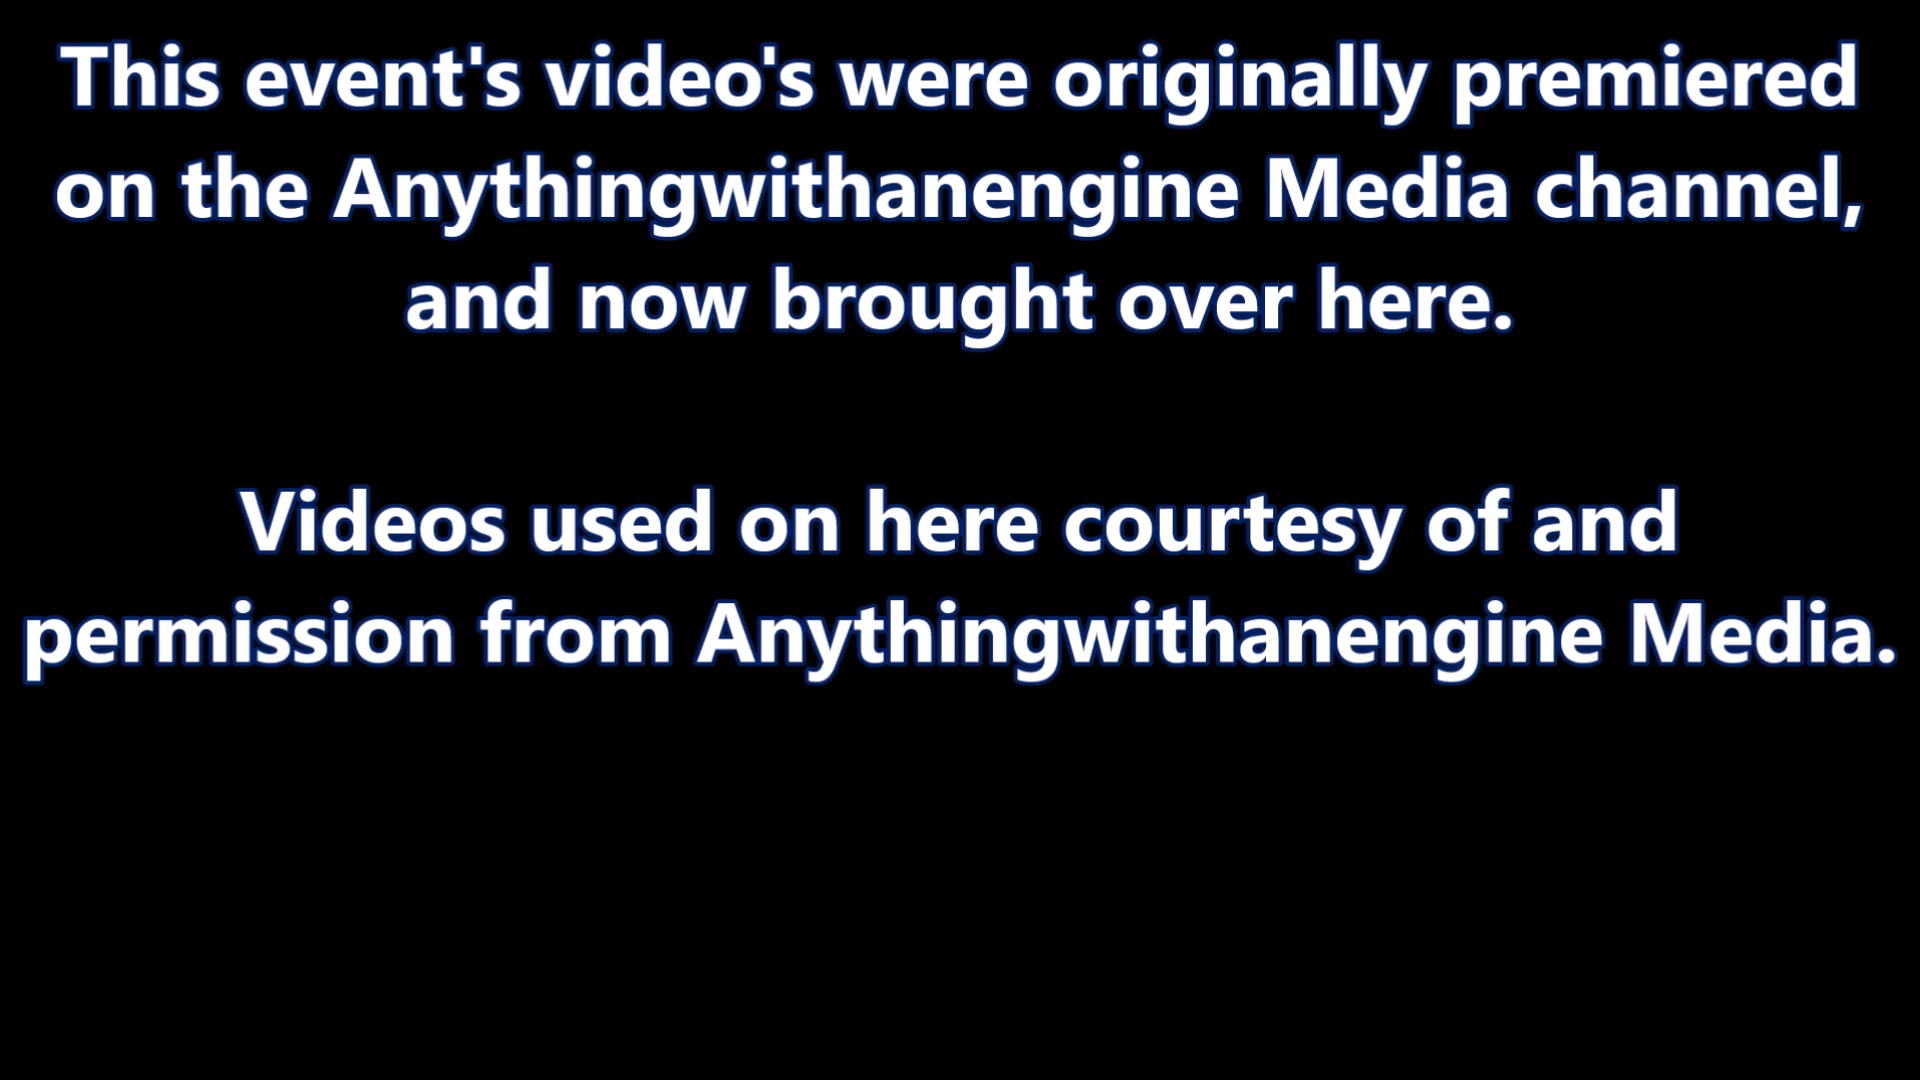 This event's video's were originally premiered
on the Anythingwithanengine Media channel,
and now brought over here.
Videos used on here courtesy of and
permission from Anythingwithanengine Media.